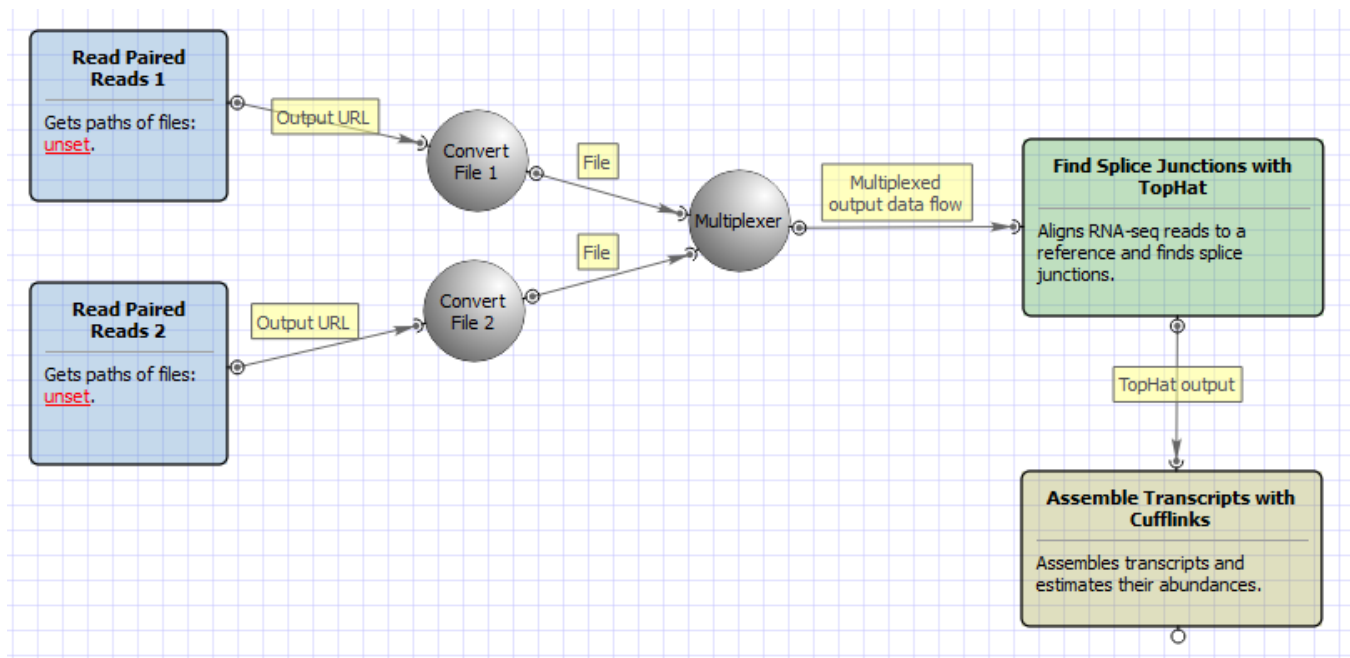 Read Paired
Reads 1
Gets paths of files:
unset.
Output URL
Convert
File 1
File
Multiplexer
Multiplexed
output data flow
Find Splice Junctions with
TopHat
Aligns RNA-seq reads to a
reference and finds splice
junctions.
Read Paired
Reads 2
Gets paths of files:
unset.
Output URL
Convert
File 2
File
TopHat output
Assemble Transcripts with
Cufflinks
Assembles transcripts and
estimates their abundances.